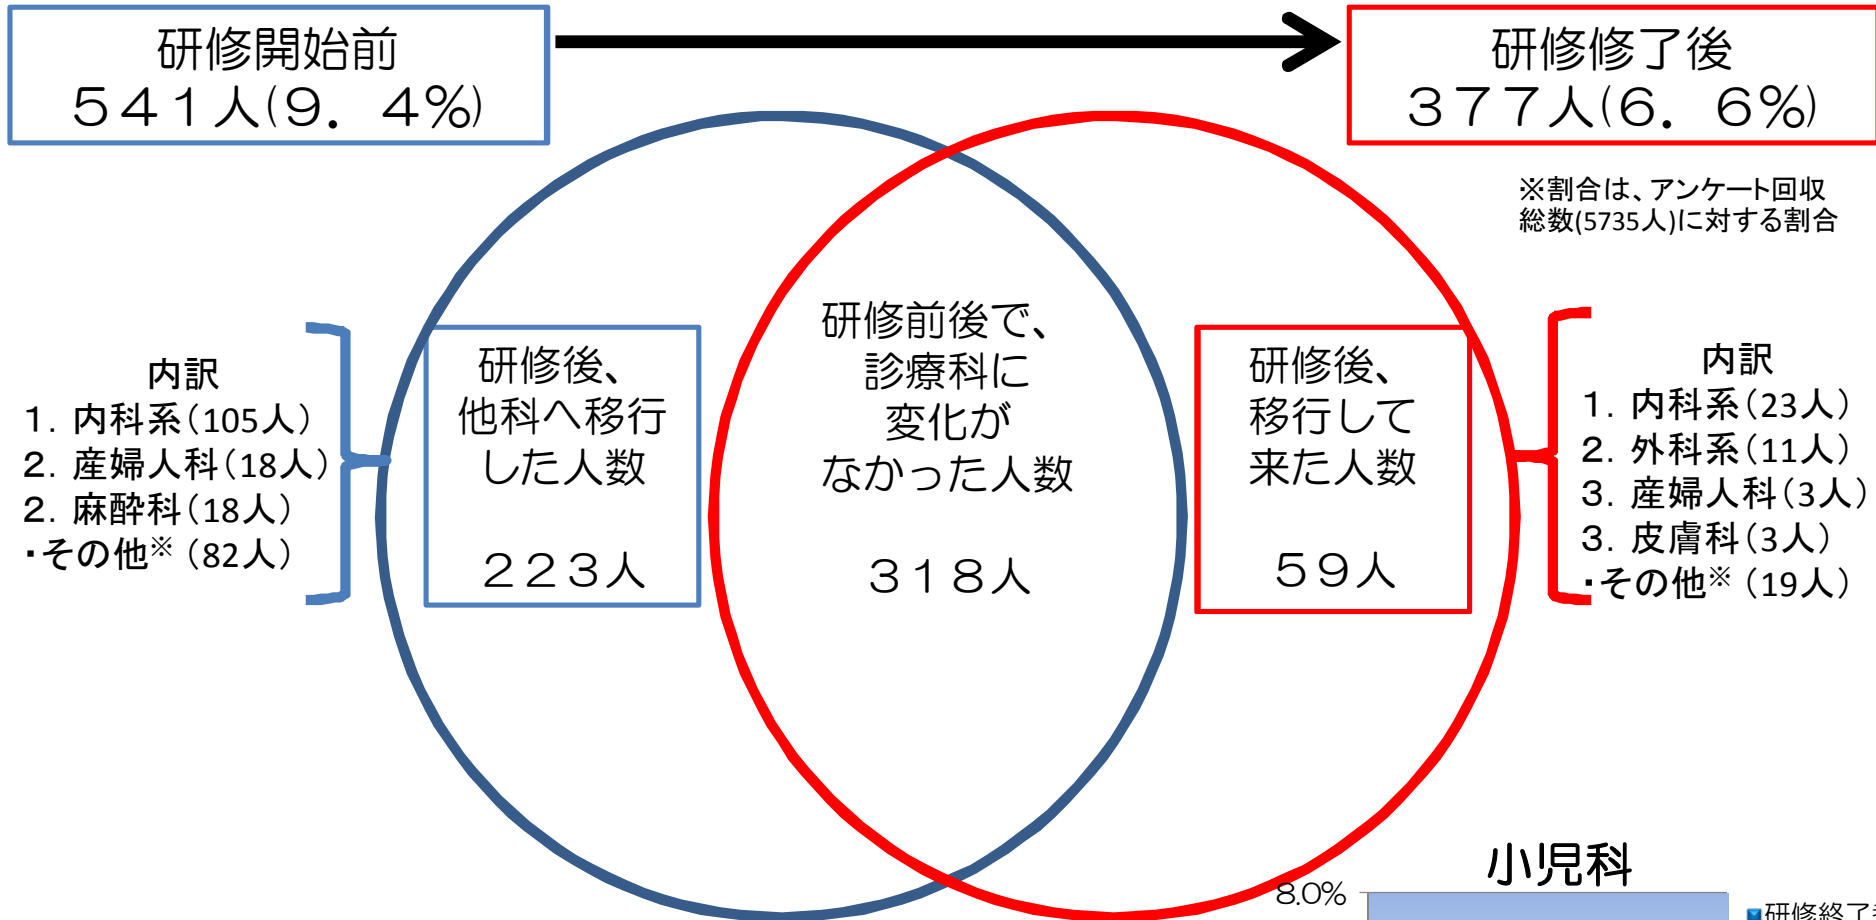 研修開始前
５４１人(９．４%)
研修修了後
３７７人(６．６%)
※割合は、アンケート回収
総数(5735人)に対する割合
内訳
１．内科系（105人）
２．産婦人科（18人）
２．麻酔科（18人）
・その他※（82人）
研修後、
他科へ移行
した人数
２２３人
研修前後で、
診療科に
変化が
なかった人数
３１８人
研修後、
移行して
来た人数
５９人
内訳
１．内科系（23人）
２．外科系（11人）
３．産婦人科（3人）
３．皮膚科（3人）
・その他※（19人）
小児科
8.0%
研修終了